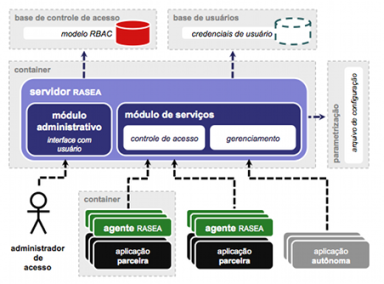 base de controle de acesso
modelo RBAC
base de usuários
credenciais do usuário
container
servidor RASEA
módulo
administrativo
interface com
usuário
módulo de serviços
controle de acesso
gerenciamento
parametrização
arquivo de configuração
administrador
de acesso
container
agente RASEA
aplicação
parceira
agente RASEA
aplicação
parceira
aplicação
autônoma